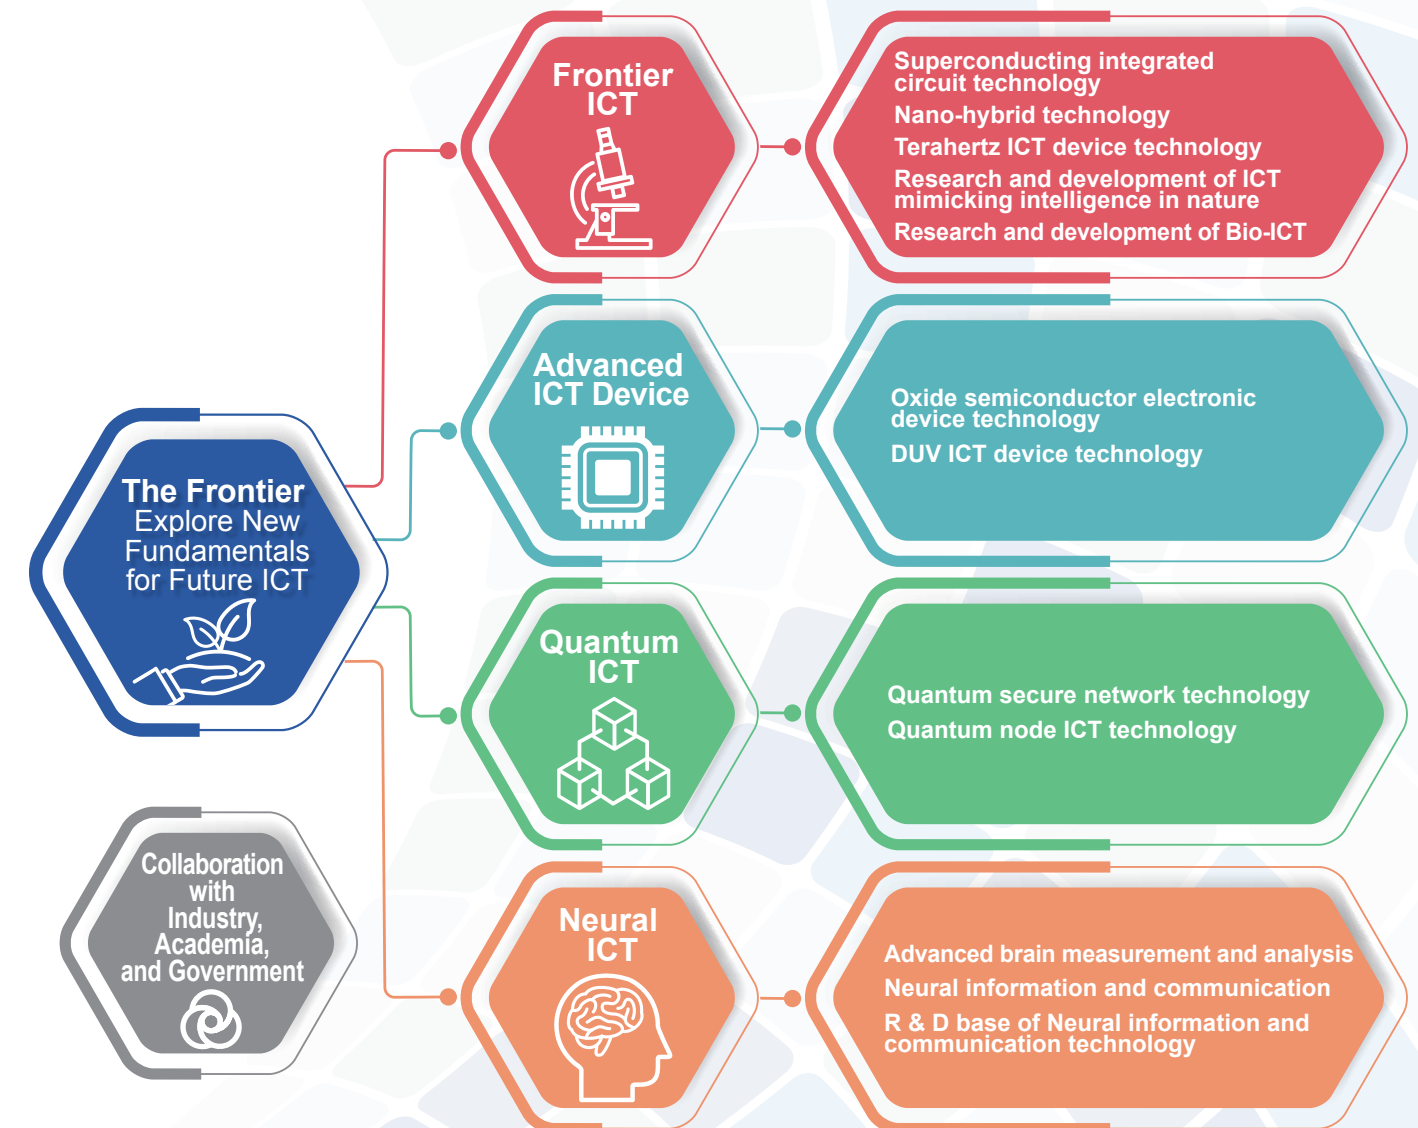 Frontier
ICT
Superconducting integrated
circuit technology
Nano-hybrid technology
Terahertz ICT device technology
Research and development of ICT
mimicking intelligence in nature
Research and development of Bio-ICT
Advanced
ICT Device
Oxide semiconductor electronic
device technology
DUV ICT device technology
The Frontier
Explore New
Fundamentals
for Future ICT
Quantum
ICT
Quantum secure network technology
Quantum node ICT technology
Collaboration
with
Industry,
Academia,
and Government
Neural
ICT
Advanced brain measurement and analysis
Neural information and communication
R & D base of Neural information and
communication technology